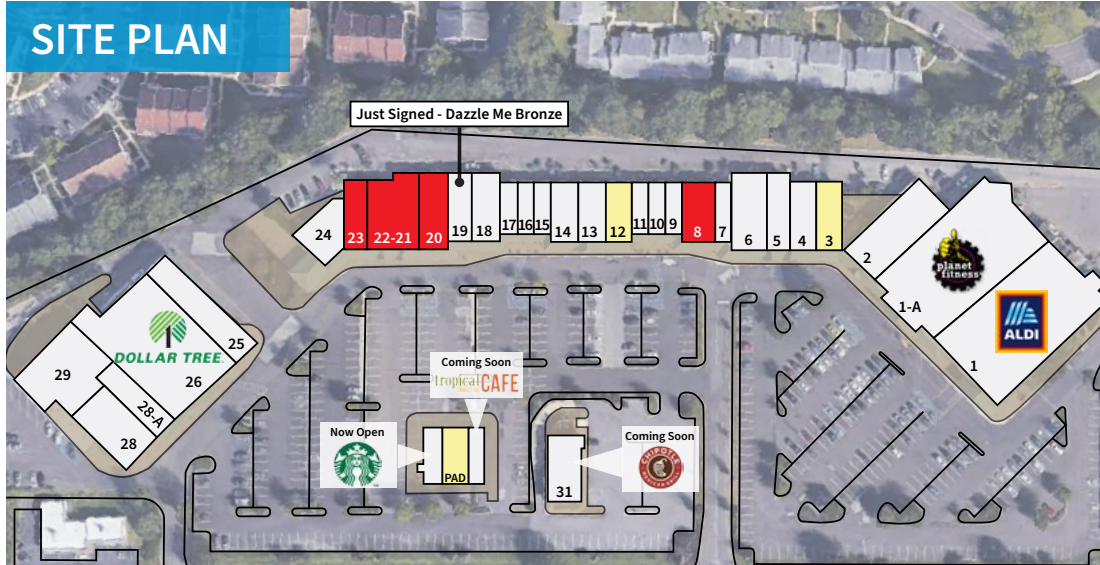 SITE PLAN
Just Signed - Dazzle Me Bronze
24
23
22-21
20
19
18
17
16
15
14
13
12
11
10
9
8
7
6
5
4
3
2
planet
fitness
1-A
ALDI
1
DOLLAR TREE
25
26
29
28-A
28
Coming Soon
tropical CAFE
Now Open
PAD
Coming Soon
CHIPOTLE
MEXICAN GRILL
31